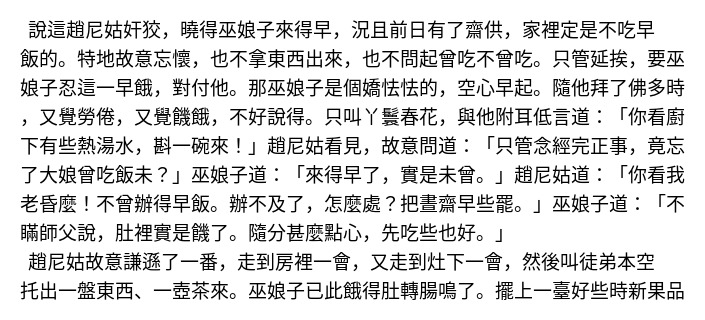 說這趙尼姑奸狡，曉得巫娘子來得早，況且前日有了齋供，家裡定是不吃早
飯的。特地故意忘懷，也不拿東西出來，也不問起曾吃不曾吃。只管延挨，要巫
娘子忍這一早餓，對付他。那巫娘子是個嬌怯怯的，空心早起。隨他拜了佛多時
，又覺勞倦，又覺饑餓，不好說得。只叫丫鬟春花，與他附耳低言道：「你看廚
下有些熱湯水，斟一碗來！」趙尼姑看見，故意問道：「只管念經完正事，竟忘
了大娘曾吃飯未？」巫娘子道：「來得早了，實是未曾。」趙尼姑道：「你看我
老昏麼！不曾辦得早飯。辦不及了，怎麼處？把晝齋早些罷。」巫娘子道：「不
瞞師父說，肚裡實是饑了。隨分甚麼點心，先吃些也好。」
趙尼姑故意謙遜了一番，走到房裡一會，又走到灶下一會，然後叫徒弟本空
托出一盤東西、一壺茶來。巫娘子已此餓得肚轉腸鳴了。擺上一臺好些時新果品